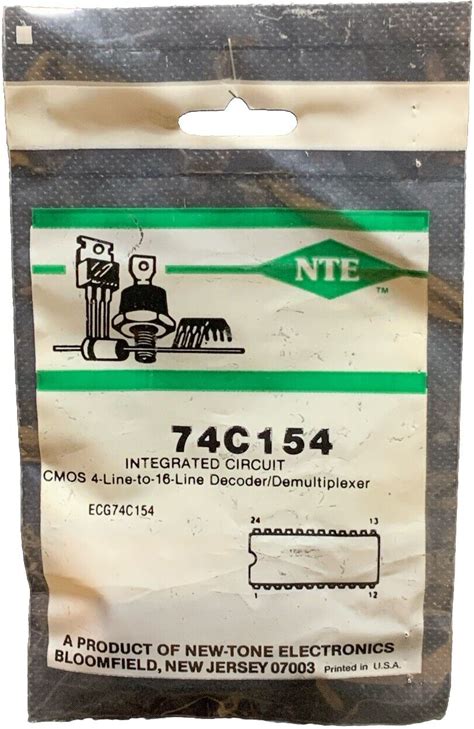 NTE
TM
74C154
INTEGRATED CIRCUIT
CMOS 4-Line-to-16-Line Decoder/Demultiplexer
ECG74C154
24 13
1 12
A PRODUCT OF NEW-TONE ELECTRONICS
BLOOMFIELD, NEW JERSEY 07003 Printed in U.S.A.